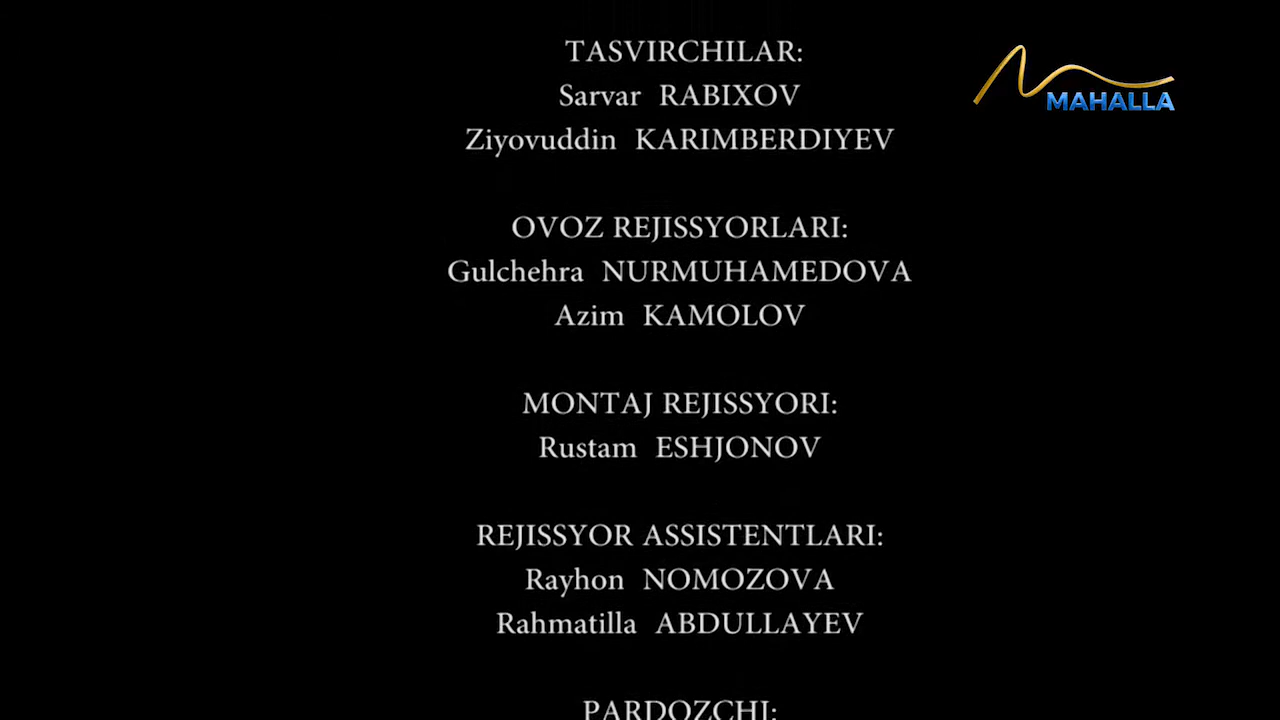 TASVIRCHILAR:
Sarvar RABIXOV
Ziyovuddin KARIMBERDIYEV
MAHALLA
OVOZ REJISSYORLARI:
Gulchehra NURMUHAMEDOVA
Azim KAMOLOV
MONTAJ REJISSYORI:
Rustam ESHJONOV
REJISSYOR ASSISTENTLARI:
Rayhon NOMOZOVA
Rahmatilla ABDULLAYEV
PARDOZCHI: